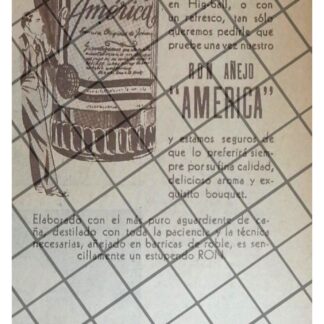 América
en Hig-ball, o con
un refresco, tan sólo
queremos pedirle que
pruebe una vez nuestro
RON AÑEJO
"AMERICA"
y estamos seguros de
que lo preferirá siem-
pre por su fina calidad,
delicioso aroma y ex-
quisito bouquet.
Elaborado con el más puro aguardiente de ca-
ña, destilado con toda la paciencia y la técnica
necesarias, añejado en barricas de roble, es sen-
cillamente un estupendo RON